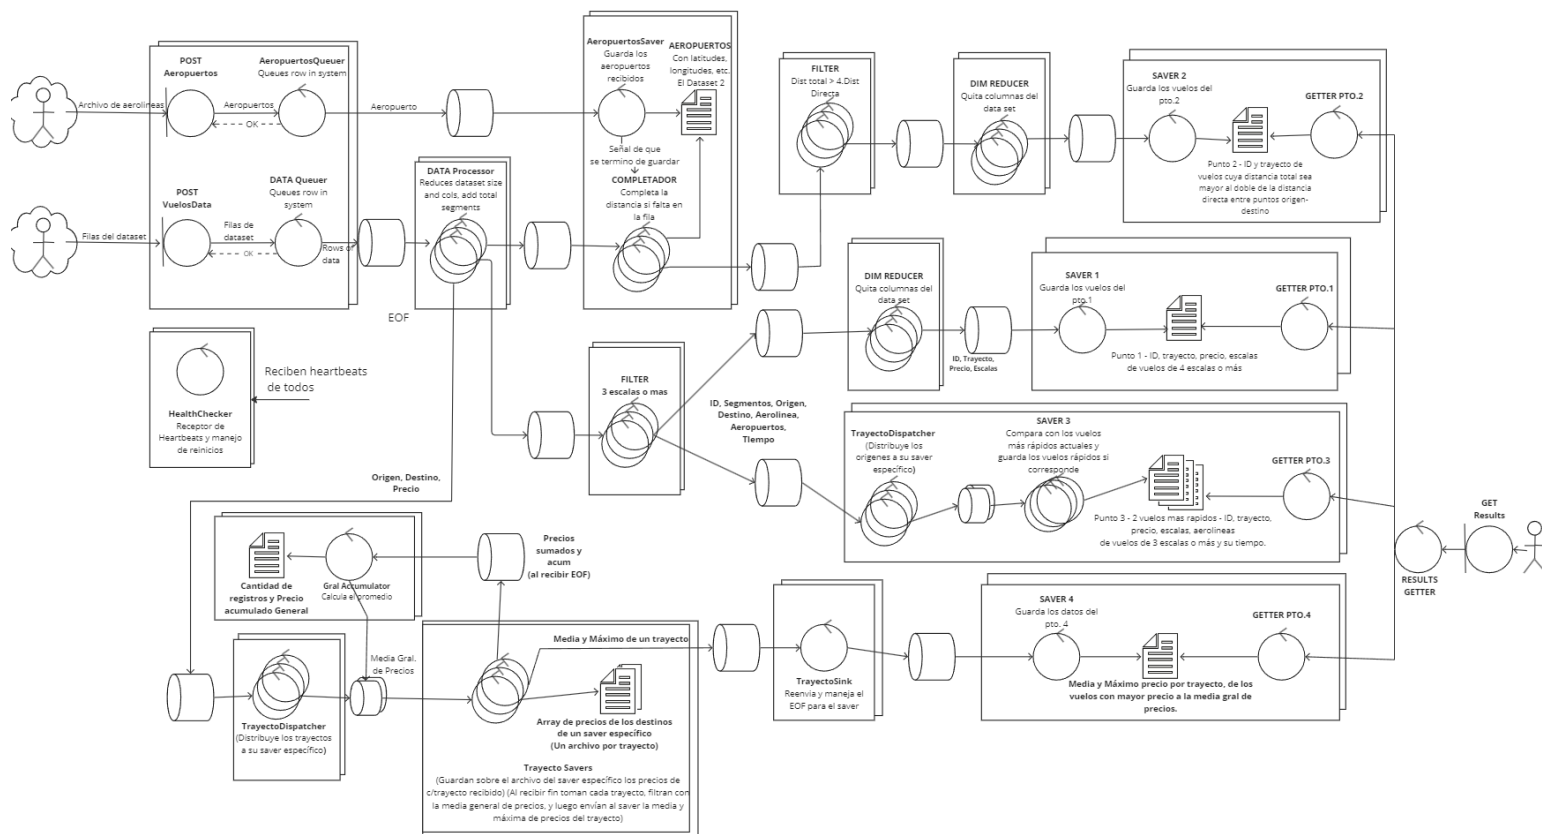 POST
Aeropuertos
AeropuertosQueuer
Queues row in system
Archivo de aerolineas
Aeropuertos
OK
Aeropuerto
POST
VuelosData
DATA Queuer
Queues row in
system
Filas del dataset
Filas de
dataset
OK
Rows of
data
DATA Processor
Reduces dataset size
and cols, add total
segments
EOF
AeropuertosSaver
Guarda los
aeropuertos
recibidos
AEROPUERTOS
Con latitudes,
longitudes, etc.
El Dataset 2
Señal de que
se termino de guardar
COMPLETADOR
Completa la
distancia si falta en
la fila
FILTER
Dist total > 4.Dist
Directa
DIM REDUCER
Quita columnas del
data set
SAVER 2
Guarda los vuelos del
pto.2
GETTER PTO.2
Punto 2 - ID y trayecto de
vuelos cuya distancia total sea
mayor al doble de la distancia
directa entre puntos origen-
destino
DIM REDUCER
Quita columnas del
data set
ID, Trayecto,
Precio, Escalas
SAVER 1
Guarda los vuelos del
pto.1
GETTER PTO.1
Punto 1 - ID, trayecto, precio, escalas
de vuelos de 4 escalas o más
HealthChecker
Receptor de
Heartbeats y manejo
de reinicios
Reciben heartbeats
de todos
FILTER
3 escalas o mas
ID, Segmentos, Origen,
Destino, Aerolinea,
Aeropuertos,
TIempo
TrayectoDispatcher
(Distribuye los
origenes a su saver
específico)
SAVER 3
Compara con los vuelos
más rápidos actuales y
guarda los vuelos rápidos si
corresponde
GETTER PTO.3
Punto 3 - 2 vuelos mas rapidos - ID, trayecto,
precio, escalas, aerolineas
de vuelos de 3 escalas o más y su tiempo.
GET
Results
RESULTS
GETTER
Origen, Destino,
Precio
Cantidad de
registros y Precio
acumulado General
Gral Accumulator
Calcula el promedio
Precios
sumados y
acum
(al recibir EOF)
Media Gral.
de Precios
TrayectoDispatcher
(Distribuye los trayectos
a su saver específico)
Media y Máximo de un trayecto
Array de precios de los destinos
de un saver específico
(Un archivo por trayecto)
Trayecto Savers
(Guardan sobre el archivo del saver específico los precios de
c/trayecto recibido) (Al recibir fin toman cada trayecto, filtran con
la media general de precios, y luego envían al saver la media y
máxima de precios del trayecto)
TrayectoSink
Reenvia y maneja el
EOF para el saver
SAVER 4
Guarda los datos del
pto. 4
GETTER PTO.4
Media y Máximo precio por trayecto, de los
vuelos con mayor precio a la media gral de
precios.